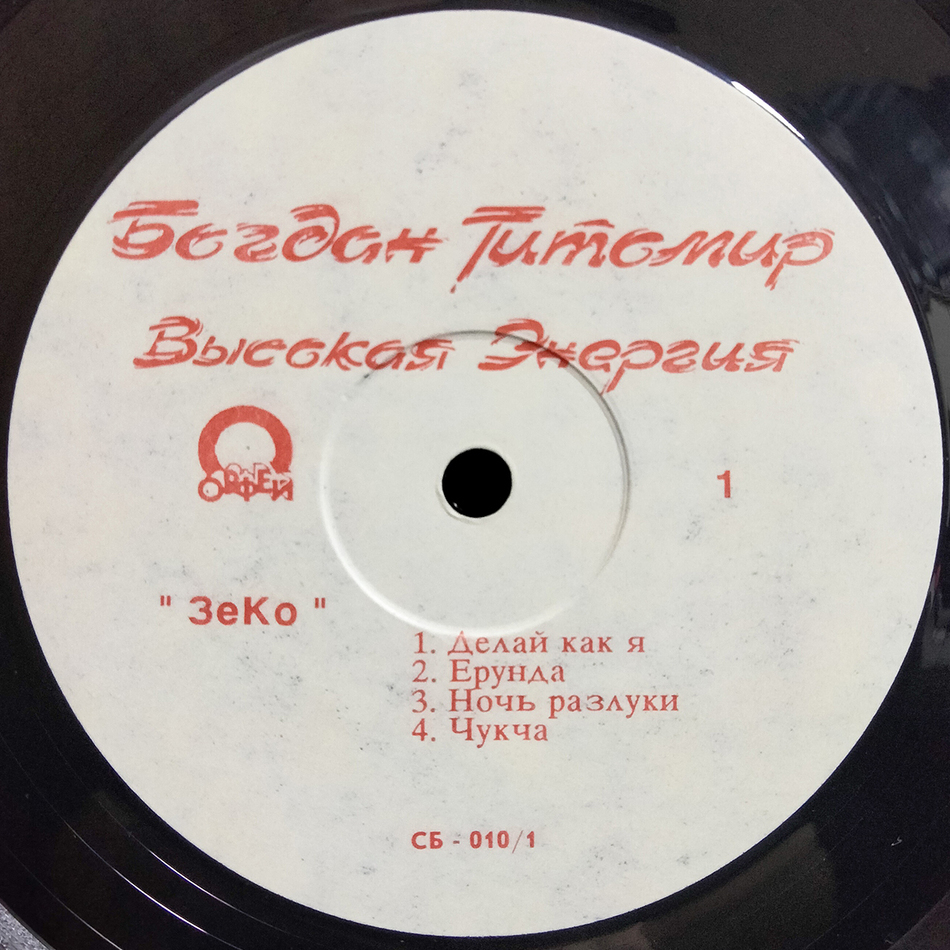 Богдан Титомир
Высокая Энергия
ОРФЕЙ
1
" ЗеКо "
1. Делай как я
2. Ерунда
3. Ночь разлуки
4. Чукча
СБ - 010/1